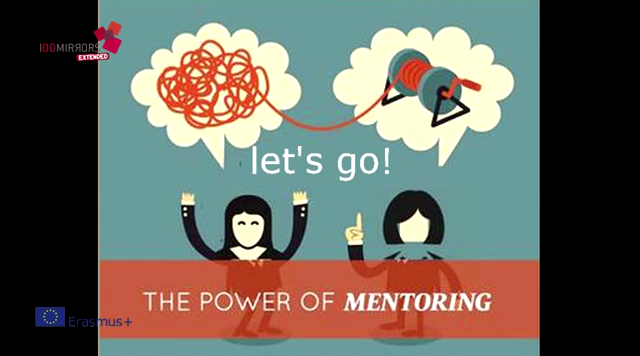 100MIRRORS
EXTENDED
let's go!
THE POWER OF MENTORING
Erasmus+